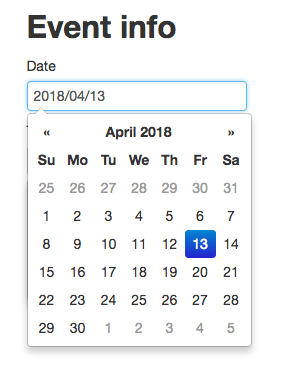 Event info
Date
2018/04/13
« April 2018 »
Su Mo Tu We Th Fr Sa
25 26 27 28 29 30 31
1 2 3 4 5 6 7
8 9 10 11 12 13 14
15 16 17 18 19 20 21
22 23 24 25 26 27 28
29 30 1 2 3 4 5